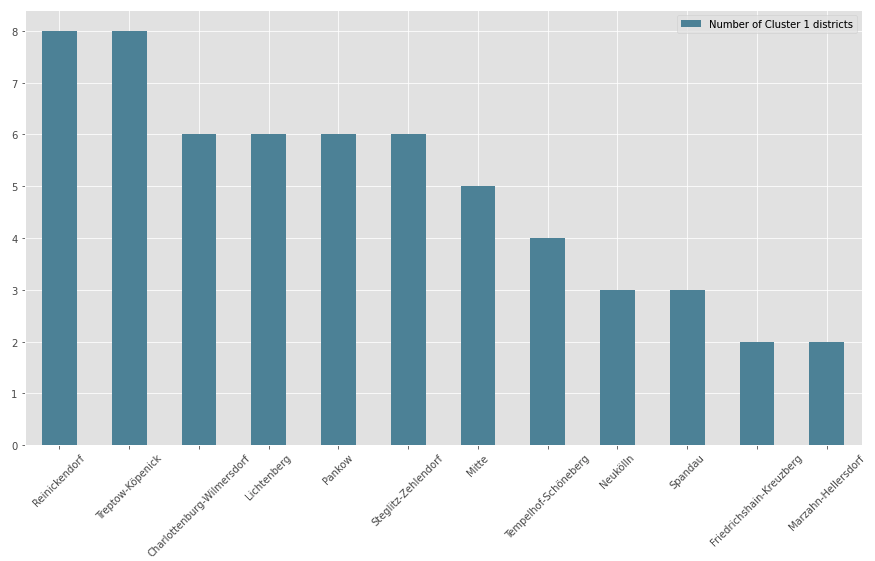 Number of Cluster 1 districts
8
7
6
5
4
3
2
1
0
Reinickendorf
Treptow-Köpenick
Charlottenburg-Wilmersdorf
Lichtenberg
Pankow
Steglitz-Zehlendorf
Mitte
Tempelhof-Schöneberg
Neukölln
Spandau
Friedrichshain-Kreuzberg
Marzahn-Hellersdorf